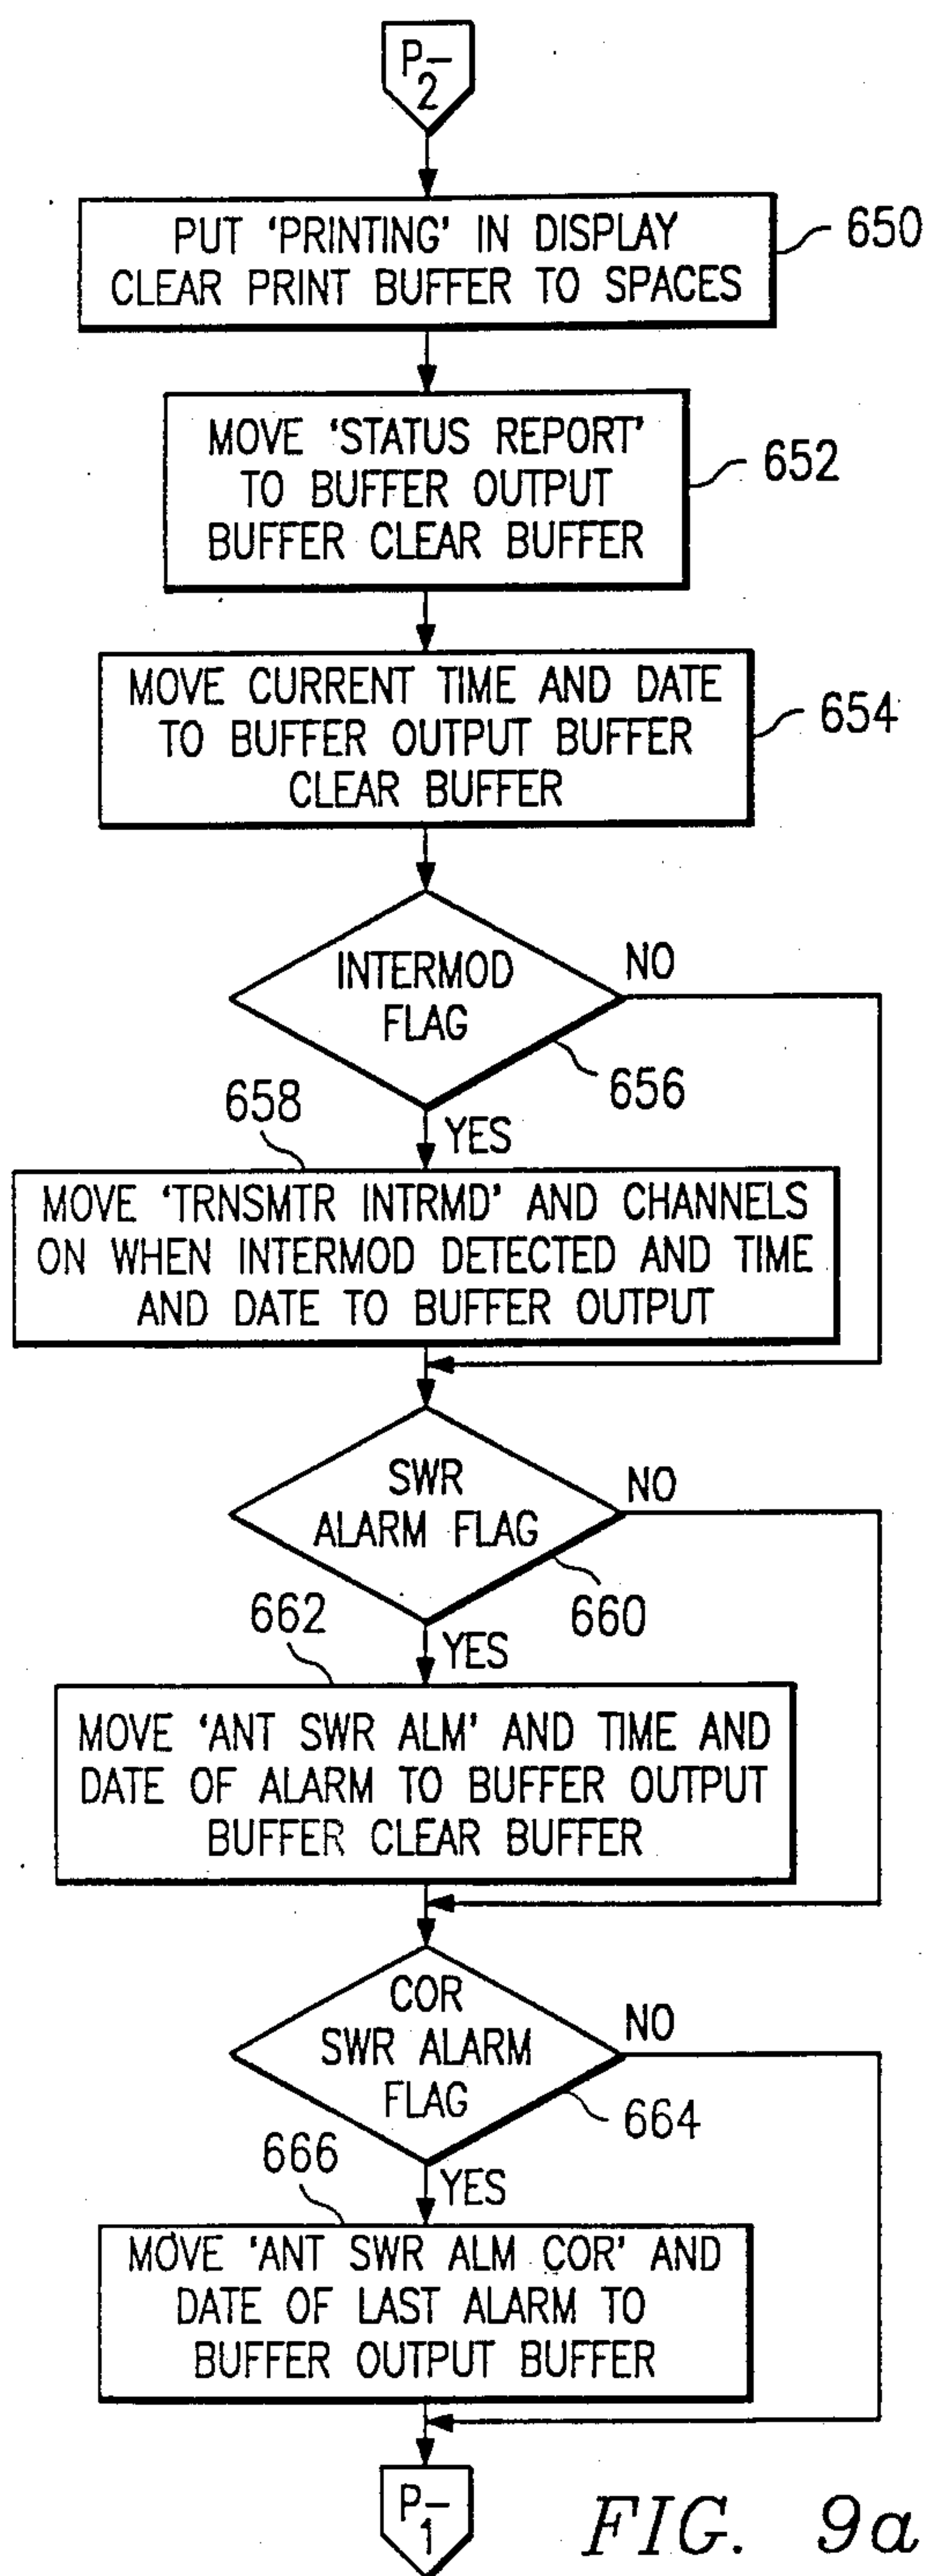 P-
2
PUT 'PRINTING' IN DISPLAY
CLEAR PRINT BUFFER TO SPACES
650
MOVE 'STATUS REPORT'
TO BUFFER OUTPUT
BUFFER CLEAR BUFFER
652
MOVE CURRENT TIME AND DATE
TO BUFFER OUTPUT BUFFER
CLEAR BUFFER
654
INTERMOD
FLAG
NO
656
YES
658
MOVE 'TRNSMTR INTRMD' AND CHANNELS
ON WHEN INTERMOD DETECTED AND TIME
AND DATE TO BUFFER OUTPUT
SWR
ALARM FLAG
NO
660
YES
662
MOVE 'ANT SWR ALM' AND TIME AND
DATE OF ALARM TO BUFFER OUTPUT
BUFFER CLEAR BUFFER
COR
SWR ALARM
FLAG
NO
664
YES
666
MOVE 'ANT SWR ALM COR' AND
DATE OF LAST ALARM TO
BUFFER OUTPUT BUFFER
P-
1
FIG. 9a